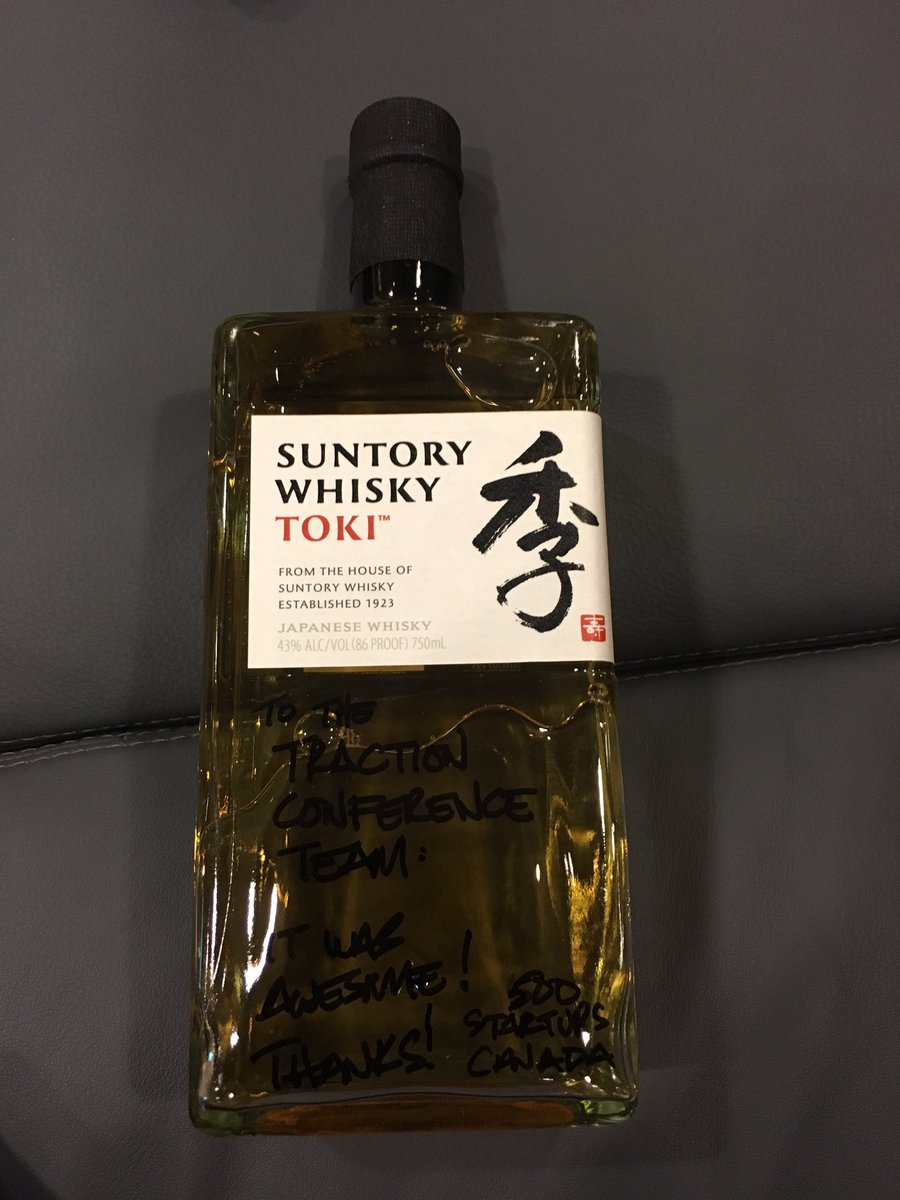 SUNTORY
WHISKY
TOKI™
季
寿
FROM THE HOUSE OF
SUNTORY WHISKY
ESTABLISHED 1923
JAPANESE WHISKY
43% ALC/VOL (86 PROOF) 750mL
TO THE
TRACTION
CONFERENCE
TEAM:
IT WAS
AWESOME!
THANKS!
500
STARTUPS
CANADA